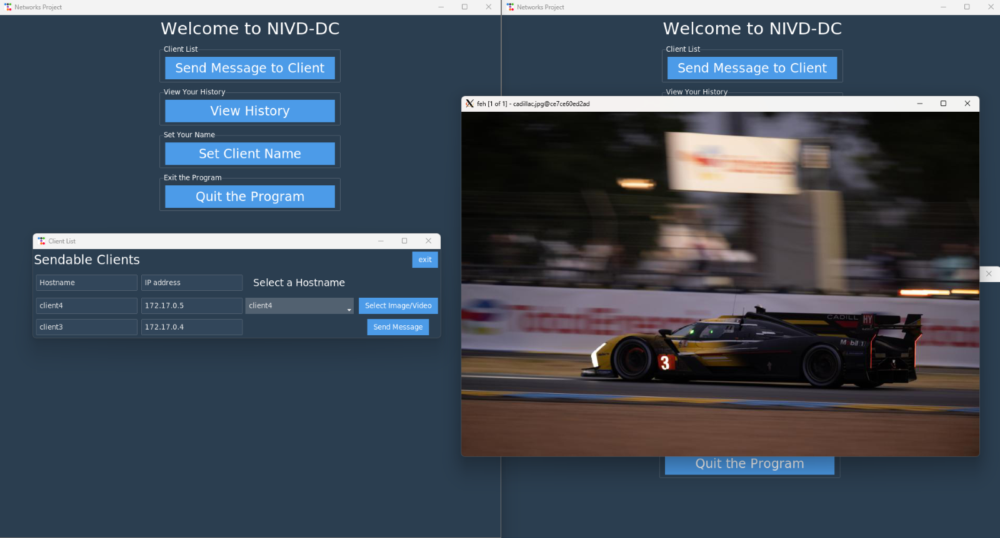 Networks Project
Welcome to NIVD-DC
Client List
Send Message to Client
View Your History
View History
Set Your Name
Set Client Name
Exit the Program
Quit the Program
Client List
Sendable Clients
exit
Hostname
IP address
Select a Hostname
client4
172.17.0.5
client4
Select Image/Video
client3
172.17.0.4
Send Message
Networks Project
Welcome to NIVD-DC
Client List
Send Message to Client
View Your History
feh [1 of 1] - cadillac.jpg@ce7ce60ed2ad
CADILL
HY
Mobil 1
3
Quit the Program